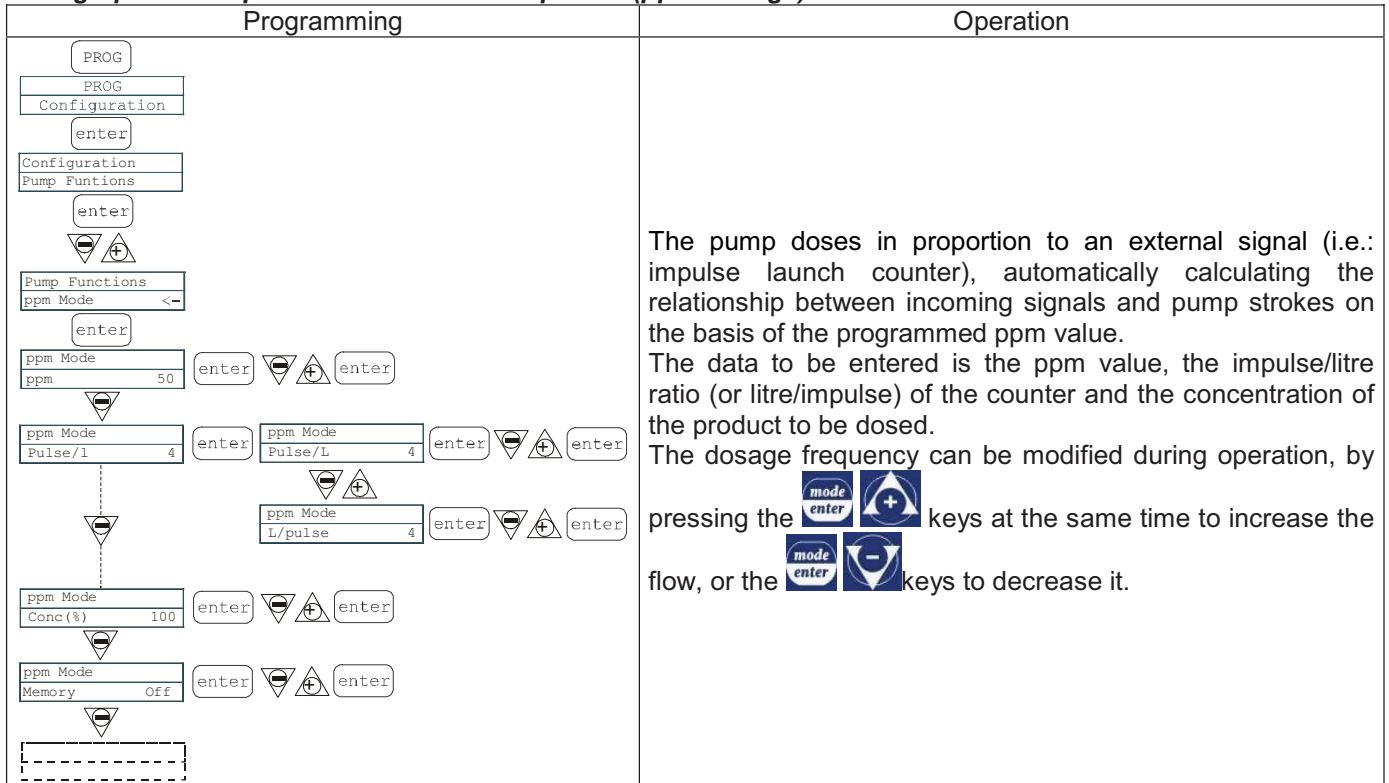 Programming
Operation
PROG
PROG
Configuration
enter
Configuration
Pump Funtions
enter
Pump Functions
ppm Mode <-
enter
ppm Mode
ppm 50
enter enter
ppm Mode
Pulse/l 4
enter
ppm Mode
Pulse/L 4
enter enter
ppm Mode
L/pulse 4
enter enter
ppm Mode
Conc(%) 100
enter enter
ppm Mode
Memory Off
enter enter
The pump doses in proportion to an external signal (i.e.:
impulse launch counter), automatically calculating the
relationship between incoming signals and pump strokes on
the basis of the programmed ppm value.
The data to be entered is the ppm value, the impulse/litre
ratio (or litre/impulse) of the counter and the concentration of
the product to be dosed.
The dosage frequency can be modified during operation, by
pressing the mode enter + keys at the same time to increase the
flow, or the mode enter - keys to decrease it.